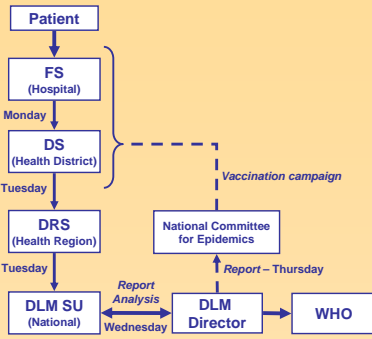 Patient
FS
(Hospital)
Monday
DS
(Health District)
Tuesday
DRS
(Health Region)
Tuesday
DLM SU
(National)
Report
Analysis
Wednesday
DLM
Director
WHO
Report – Thursday
National Committee
for Epidemics
Vaccination campaign